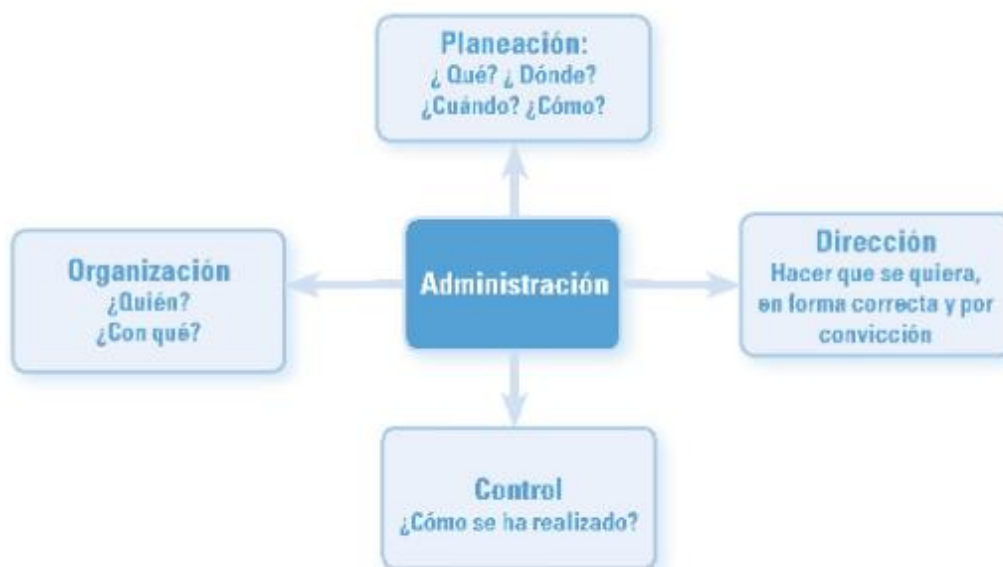 Planeación:
¿ Qué? ¿ Dónde?
¿Cuándo? ¿Cómo?
Organización
¿Quién?
¿Con qué?
Administración
Dirección
Hacer que se quiera,
en forma correcta y por
convicción
Control
¿Cómo se ha realizado?